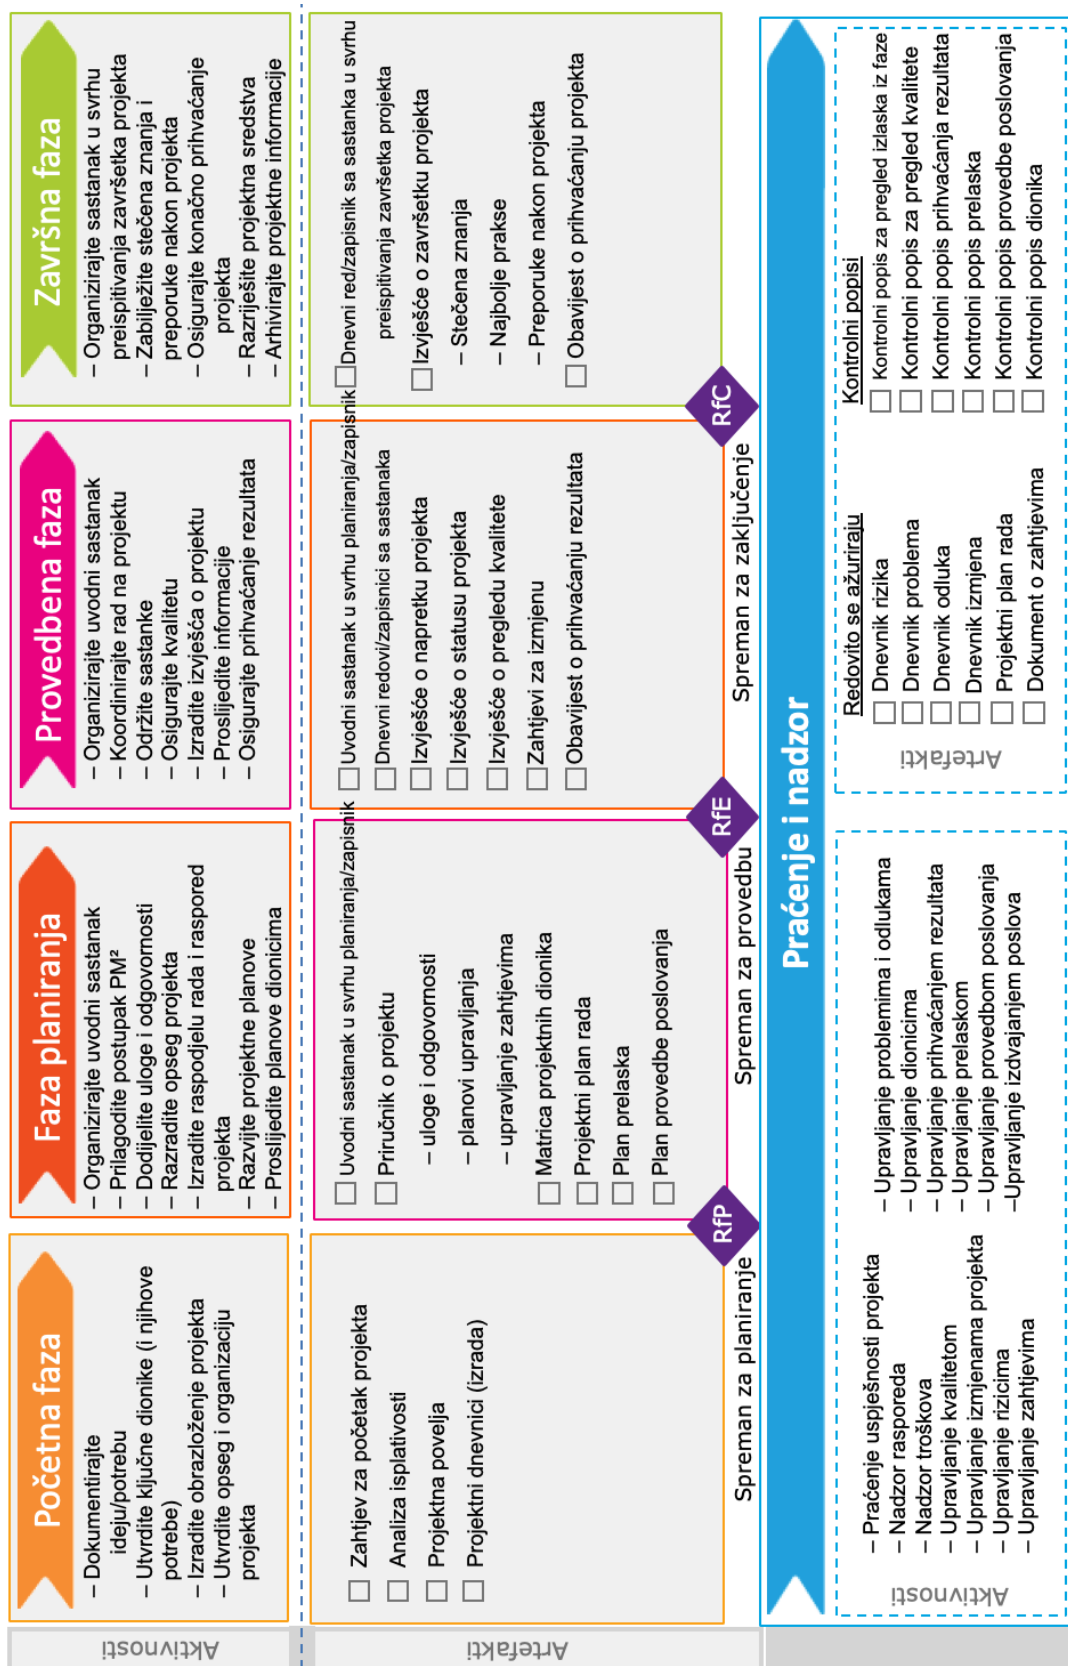 Početna faza
Faza planiranja
Provedbena faza
Završna faza
Aktivnosti
– Dokumentirajte
ideju/potrebu
– Utvrdite ključne dionike (i njihove
potrebe)
– Izradite obrazloženje projekta
– Utvrdite opseg i organizaciju
projekta
– Organizirajte uvodni sastanak
– Prilagodite postupak PM²
– Dodijelite uloge i odgovornosti
– Razradite opseg projekta
– Izradite raspodjelu rada i raspored
projekta
– Razvijte projektne planove
– Proslijedite planove dionicima
– Organizirajte uvodni sastanak
– Koordinirajte rad na projektu
– Održite sastanke
– Osigurajte kvalitetu
– Izradite izvješća o projektu
– Proslijedite informacije
– Osigurajte prihvaćanje rezultata
– Organizirajte sastanak u svrhu
preispitivanja završetka projekta
– Zabilježite stečena znanja i
preporuke nakon projekta
– Osigurajte konačno prihvaćanje
projekta
– Razriješite projektna sredstva
– Arhivirajte projektne informacije
Artefakti
Zahtjev za početak projekta
Analiza isplativosti
Projektna povelja
Projektni dnevnici (izrada)
Uvodni sastanak u svrhu planiranja/zapisnik
Priručnik o projektu
– uloge i odgovornosti
– planovi upravljanja
– upravljanje zahtjevima
Matrica projektnih dionika
Projektni plan rada
Plan prelaska
Plan provedbe poslovanja
Uvodni sastanak u svrhu planiranja/zapisnik
Dnevni redovi/zapisnici sa sastanaka
Izvješće o napretku projekta
Izvješće o statusu projekta
Izvješće o pregledu kvalitete
Zahtjevi za izmjenu
Obavijest o prihvaćanju rezultata
Dnevni red/zapisnik sa sastanka u svrhu
preispitivanja završetka projekta
Izvješće o završetku projekta
– Stečena znanja
– Najbolje prakse
– Preporuke nakon projekta
Obavijest o prihvaćanju projekta
RfP
RfE
RfC
Spreman za planiranje
Spreman za provedbu
Spreman za zaključenje
Praćenje i nadzor
Aktivnosti
– Praćenje uspješnosti projekta
– Nadzor rasporeda
– Nadzor troškova
– Upravljanje kvalitetom
– Upravljanje izmjenama projekta
– Upravljanje rizicima
– Upravljanje zahtjevima
– Upravljanje problemima i odlukama
– Upravljanje dionicima
– Upravljanje prihvaćanjem rezultata
– Upravljanje prelaskom
– Upravljanje provedbom poslovanja
–Upravljanje izdvajanjem poslova
Artefakti
Redovito se ažuriraju
Dnevnik rizika
Dnevnik problema
Dnevnik odluka
Dnevnik izmjena
Projektni plan rada
Dokument o zahtjevima
Kontrolni popisi
Kontrolni popis za pregled izlaska iz faze
Kontrolni popis za pregled kvalitete
Kontrolni popis prihvaćanja rezultata
Kontrolni popis prelaska
Kontrolni popis provedbe poslovanja
Kontrolni popis dionika